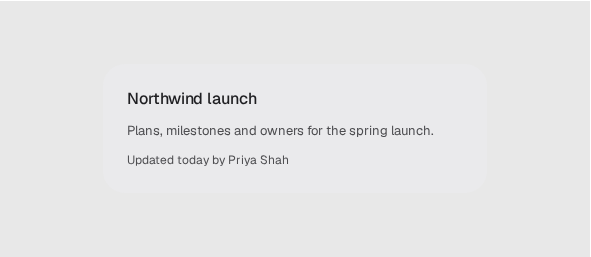 Northwind launch
Plans, milestones and owners for the spring launch.
Updated today by Priya Shah